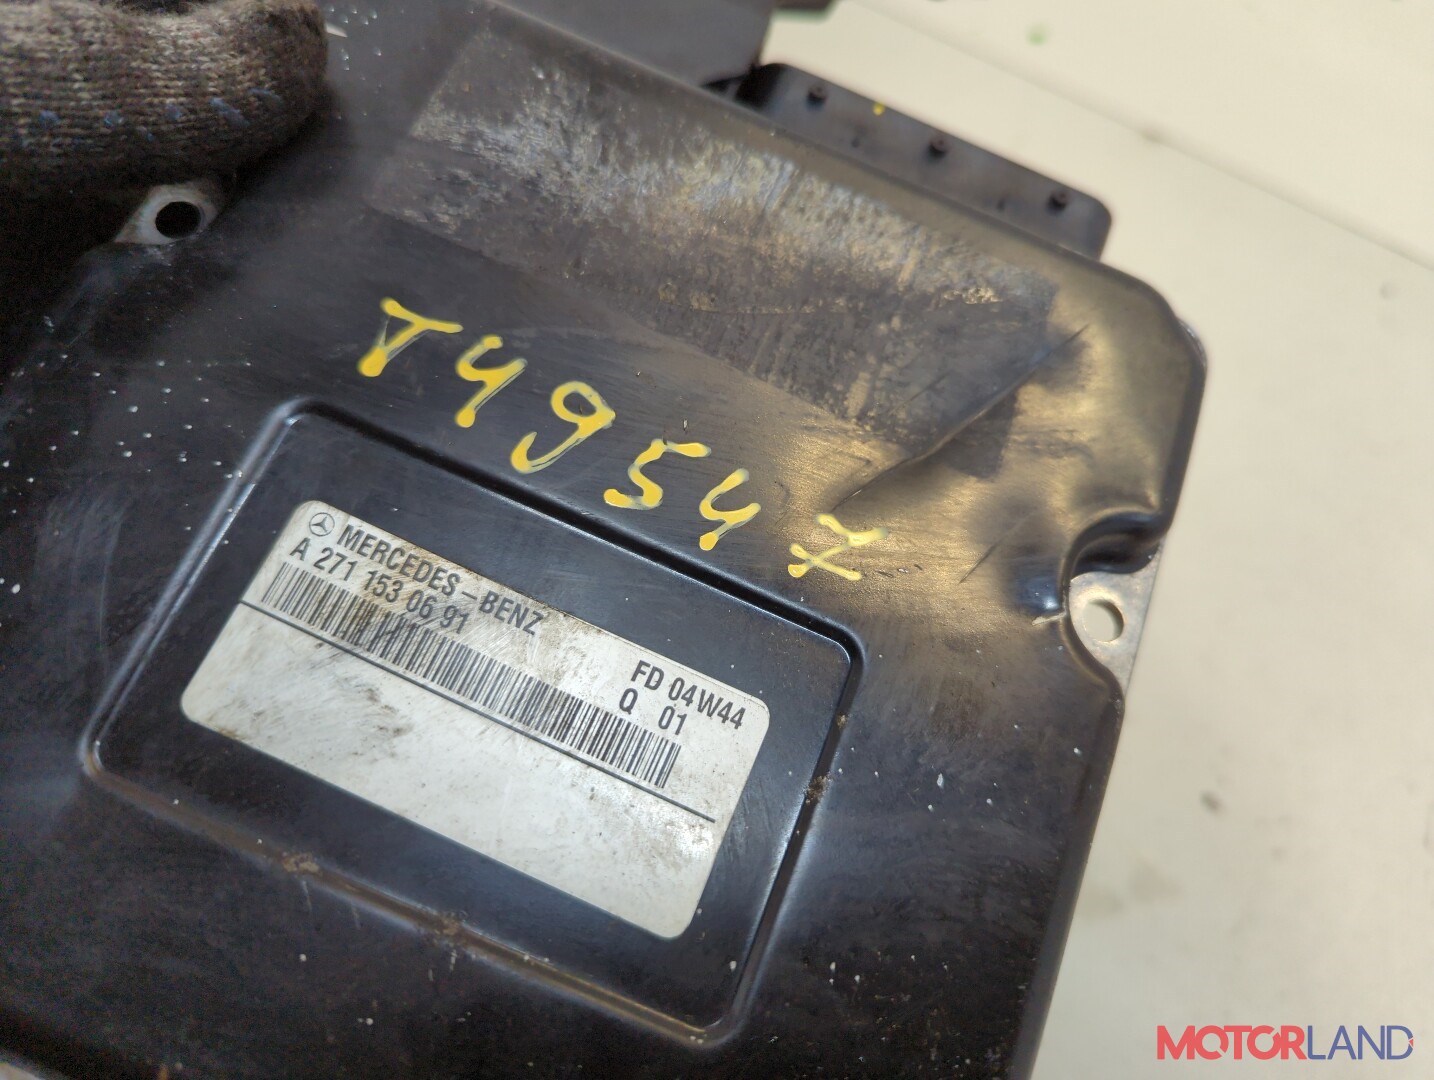 T49547
MERCEDES-BENZ
A 271 153 06 91
FD 04W44
Q 01
MOTORLAND